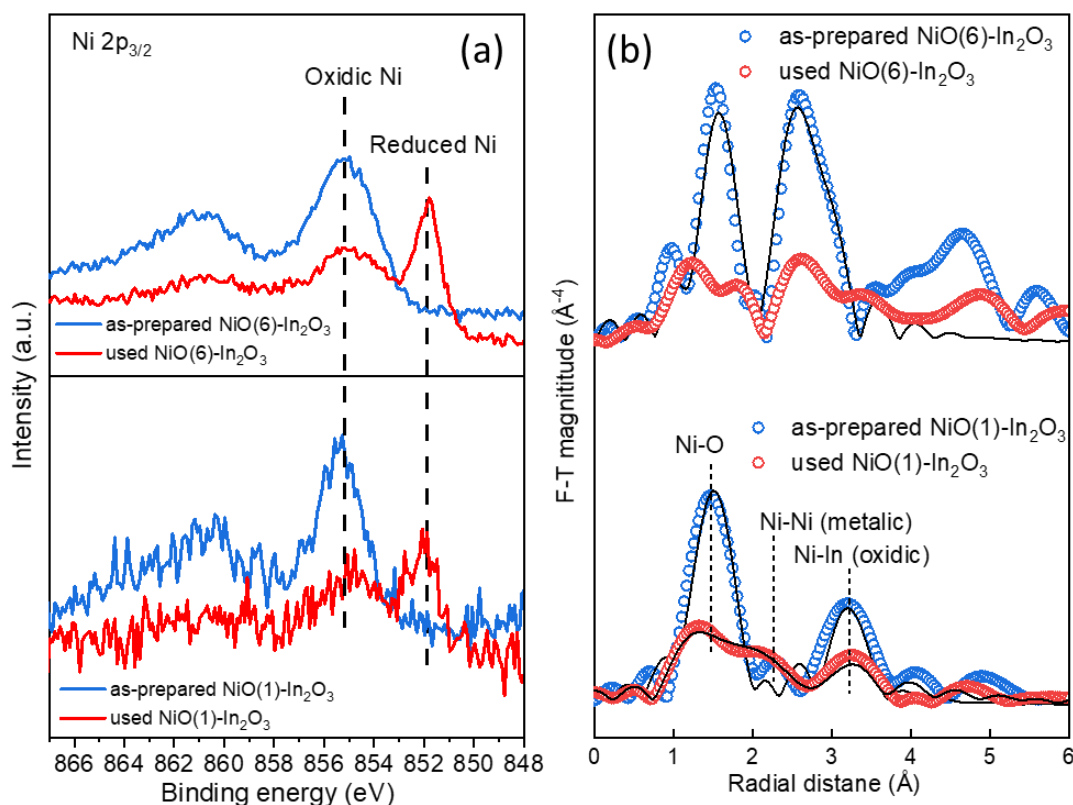 (a)
Ni 2p3/2
Oxidic Ni
Reduced Ni
as-prepared NiO(6)-In2O3
used NiO(6)-In2O3
as-prepared NiO(1)-In2O3
used NiO(1)-In2O3
Intensity (a.u.)
866 864 862 860 858 856 854 852 850 848
Binding energy (eV)
(b)
as-prepared NiO(6)-In2O3
used NiO(6)-In2O3
as-prepared NiO(1)-In2O3
used NiO(1)-In2O3
Ni-O
Ni-Ni (metalic)
Ni-In (oxidic)
F-T magnititude (Å-4)
0 1 2 3 4 5 6
Radial distane (Å)